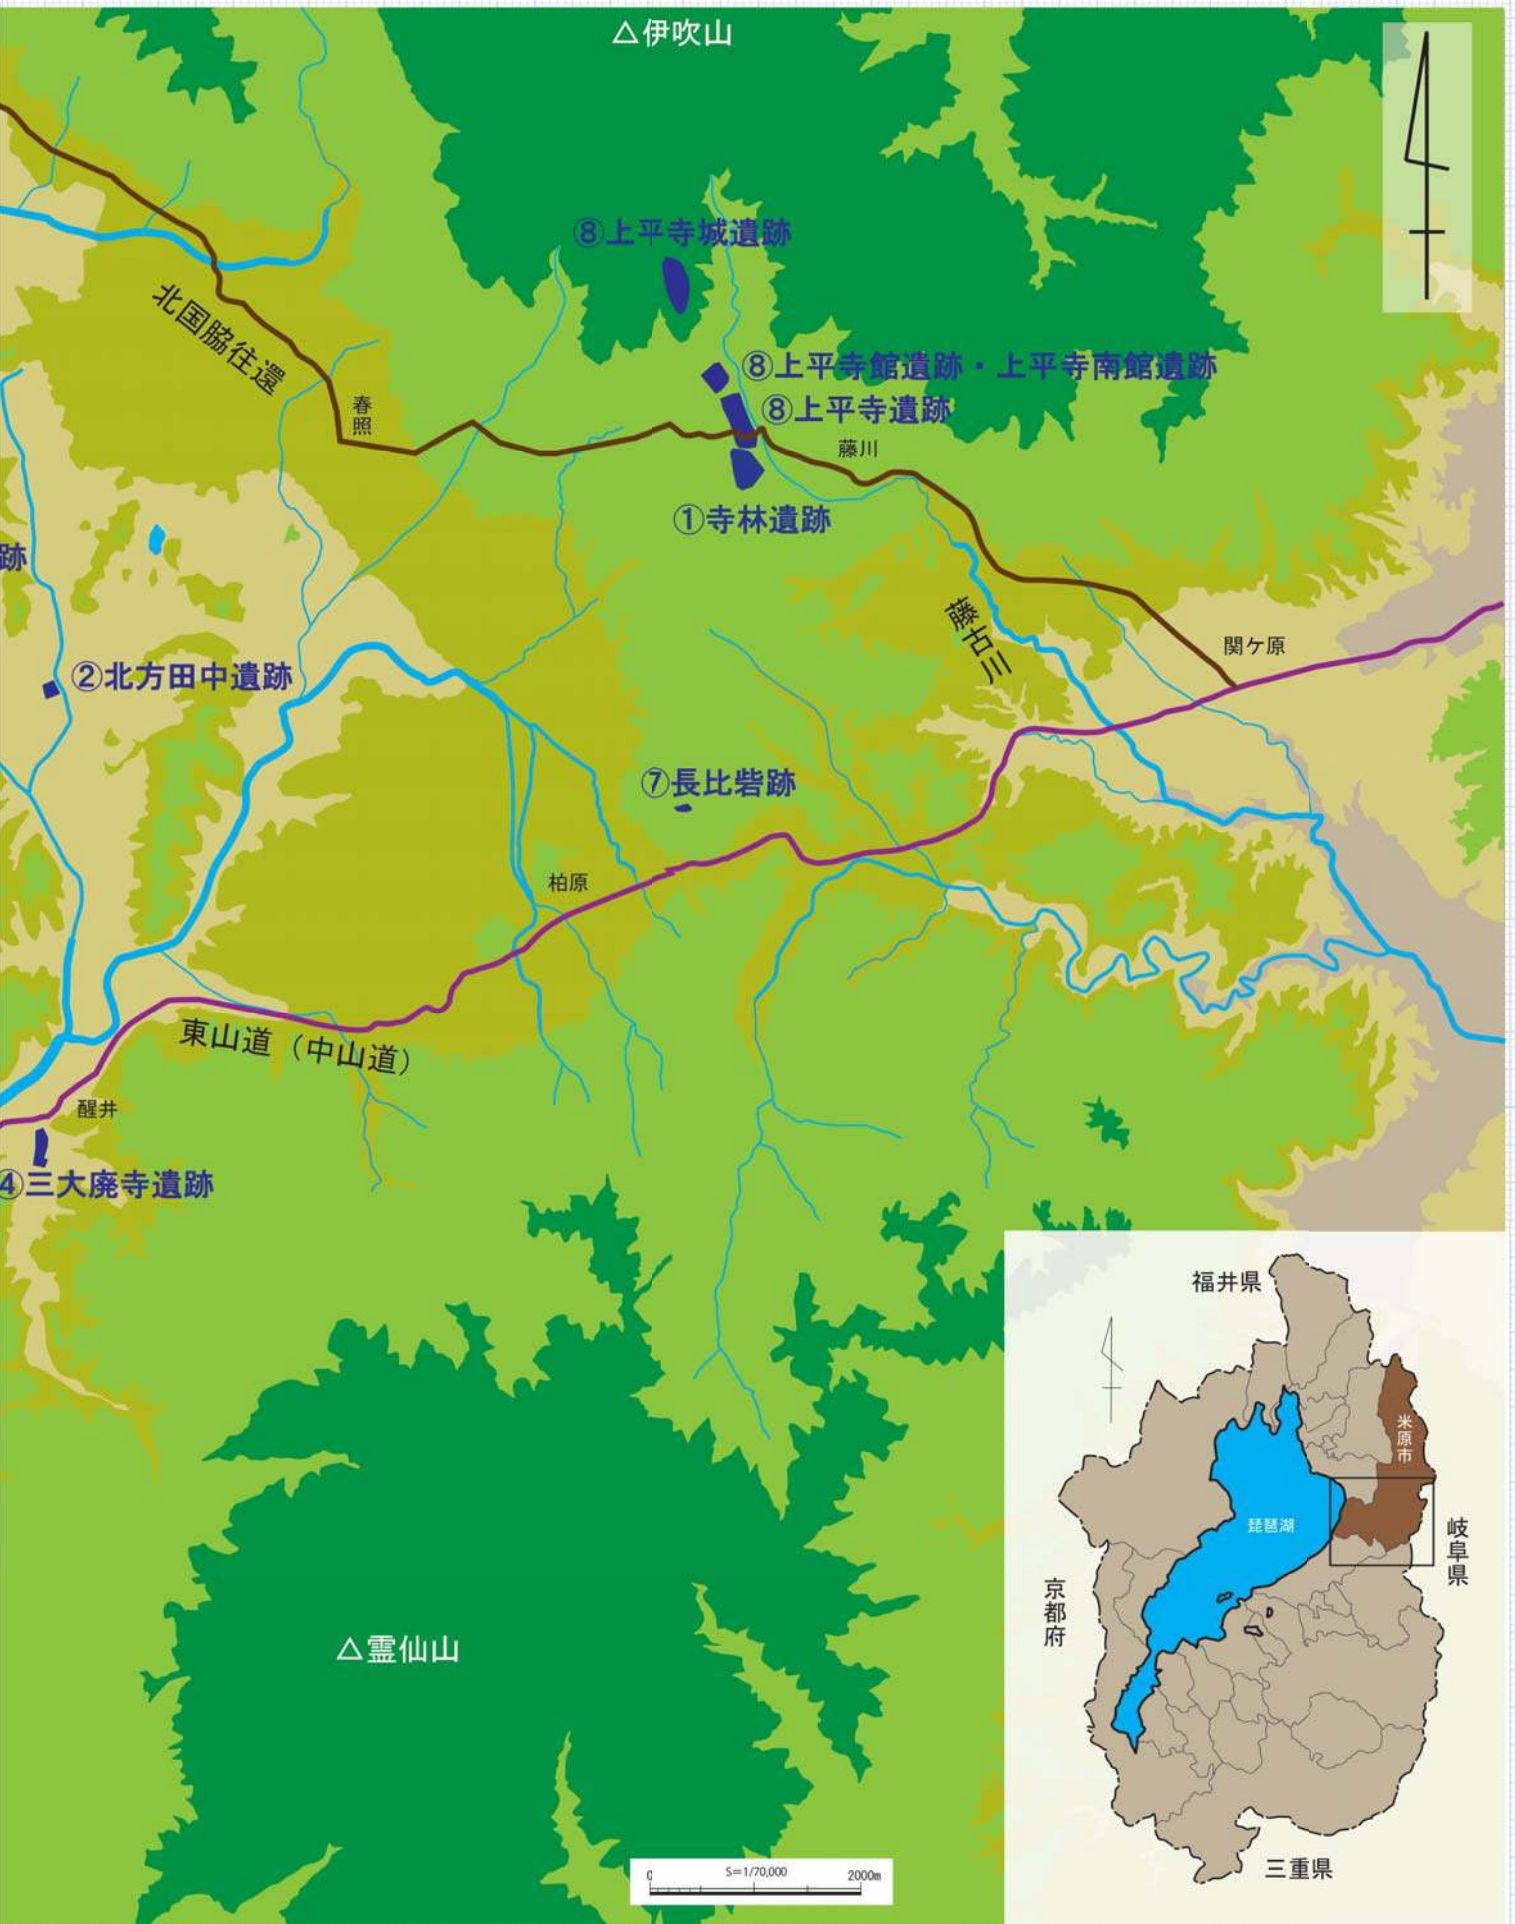 △伊吹山
⑧上平寺城遺跡
北国脇往還
⑧上平寺館遺跡・上平寺南館遺跡
⑧上平寺遺跡
春照
藤川
①寺林遺跡
跡
藤古川
関ケ原
②北方田中遺跡
⑦長比砦跡
柏原
東山道（中山道）
醒井
④三大廃寺遺跡
△霊仙山
0
S=1/70,000
2000m
福井県
米原市
琵琶湖
岐阜県
京都府
三重県